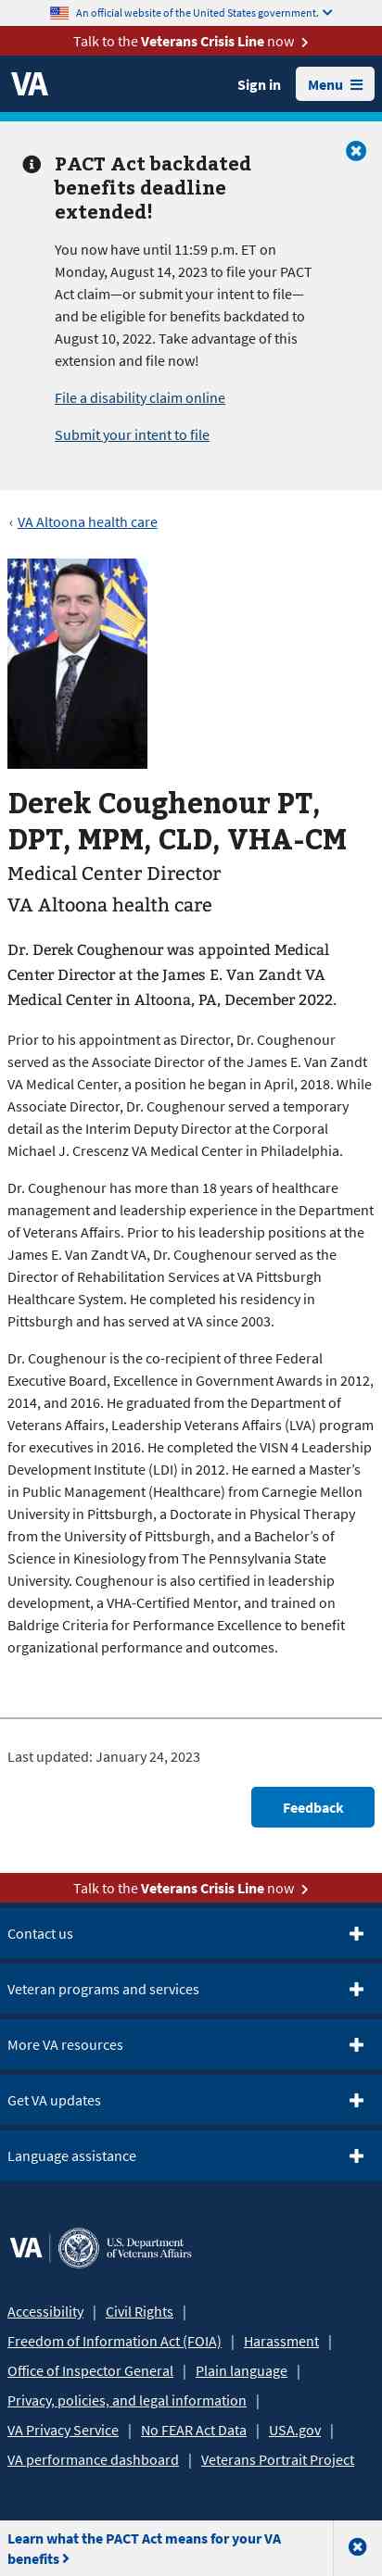 An official website of the United States government.
Talk to the Veterans Crisis Line now
VA
Sign in
Menu
PACT Act backdated
benefits deadline
extended!
You now have until 11:59 p.m. ET on
Monday, August 14, 2023 to file your PACT
Act claim—or submit your intent to file—
and be eligible for benefits backdated to
August 10, 2022. Take advantage of this
extension and file now!
File a disability claim online
Submit your intent to file
‹ VA Altoona health care
Derek Coughenour PT,
DPT, MPM, CLD, VHA-CM
Medical Center Director
VA Altoona health care
Dr. Derek Coughenour was appointed Medical
Center Director at the James E. Van Zandt VA
Medical Center in Altoona, PA, December 2022.
Prior to his appointment as Director, Dr. Coughenour
served as the Associate Director of the James E. Van Zandt
VA Medical Center, a position he began in April, 2018. While
Associate Director, Dr. Coughenour served a temporary
detail as the Interim Deputy Director at the Corporal
Michael J. Crescenz VA Medical Center in Philadelphia.
Dr. Coughenour has more than 18 years of healthcare
management and leadership experience in the Department
of Veterans Affairs. Prior to his leadership positions at the
James E. Van Zandt VA, Dr. Coughenour served as the
Director of Rehabilitation Services at VA Pittsburgh
Healthcare System. He completed his residency in
Pittsburgh and has served at VA since 2003.
Dr. Coughenour is the co-recipient of three Federal
Executive Board, Excellence in Government Awards in 2012,
2014, and 2016. He graduated from the Department of
Veterans Affairs, Leadership Veterans Affairs (LVA) program
for executives in 2016. He completed the VISN 4 Leadership
Development Institute (LDI) in 2012. He earned a Master’s
in Public Management (Healthcare) from Carnegie Mellon
University in Pittsburgh, a Doctorate in Physical Therapy
from the University of Pittsburgh, and a Bachelor’s of
Science in Kinesiology from The Pennsylvania State
University. Coughenour is also certified in leadership
development, a VHA-Certified Mentor, and trained on
Baldrige Criteria for Performance Excellence to benefit
organizational performance and outcomes.
Last updated: January 24, 2023
Feedback
Talk to the Veterans Crisis Line now
Contact us
Veteran programs and services
More VA resources
Get VA updates
Language assistance
VA U.S. Department
of Veterans Affairs
Accessibility | Civil Rights |
Freedom of Information Act (FOIA) | Harassment |
Office of Inspector General | Plain language |
Privacy, policies, and legal information |
VA Privacy Service | No FEAR Act Data | USA.gov |
VA performance dashboard | Veterans Portrait Project
Learn what the PACT Act means for your VA
benefits